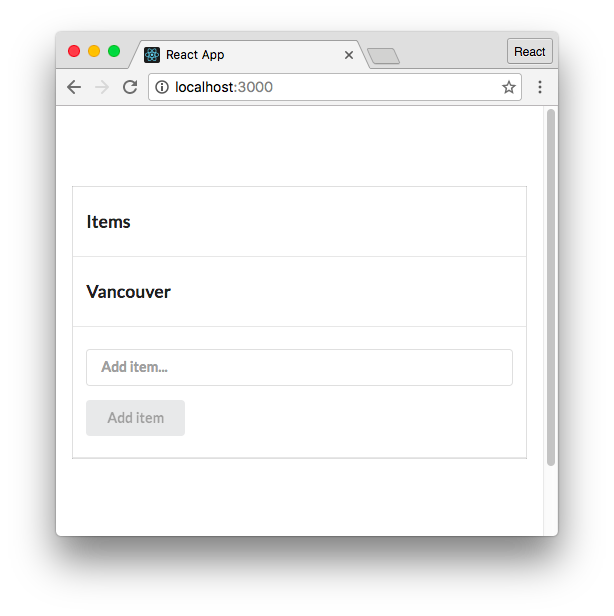 React App
React
localhost:3000
Items
Vancouver
Add item...
Add item